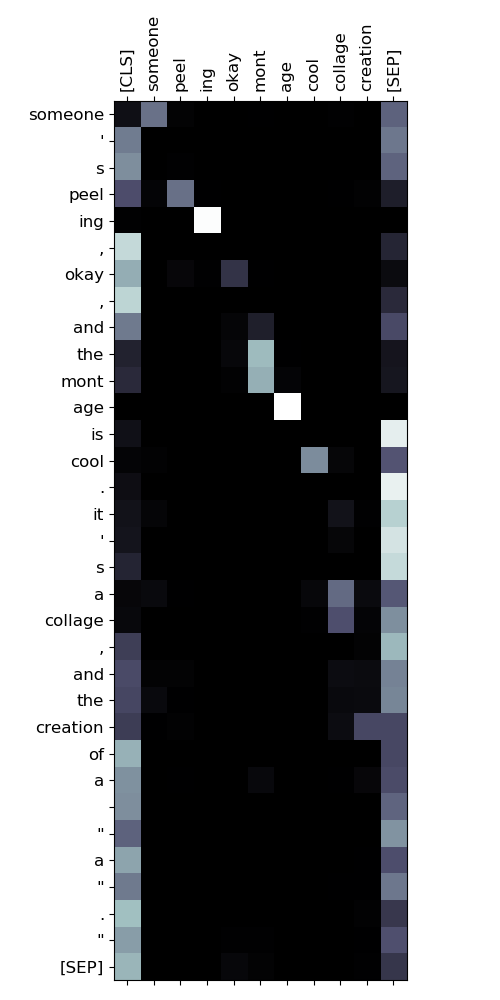 [CLS] someone peel ing okay mont age cool collage creation [SEP]
someone
'
s
peel
ing
,
okay
,
and
the
mont
age
is
cool
.
it
'
s
a
collage
,
and
the
creation
of
a
-
"
a
"
.
"
[SEP]